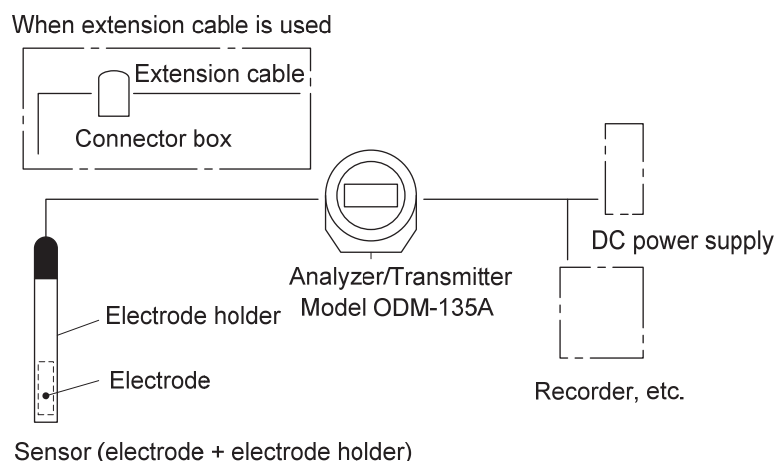 When extension cable is used
Extension cable
Connector box
DC power supply
Analyzer/Transmitter
Model ODM-135A
Electrode holder
Electrode
Recorder, etc.
Sensor (electrode + electrode holder)